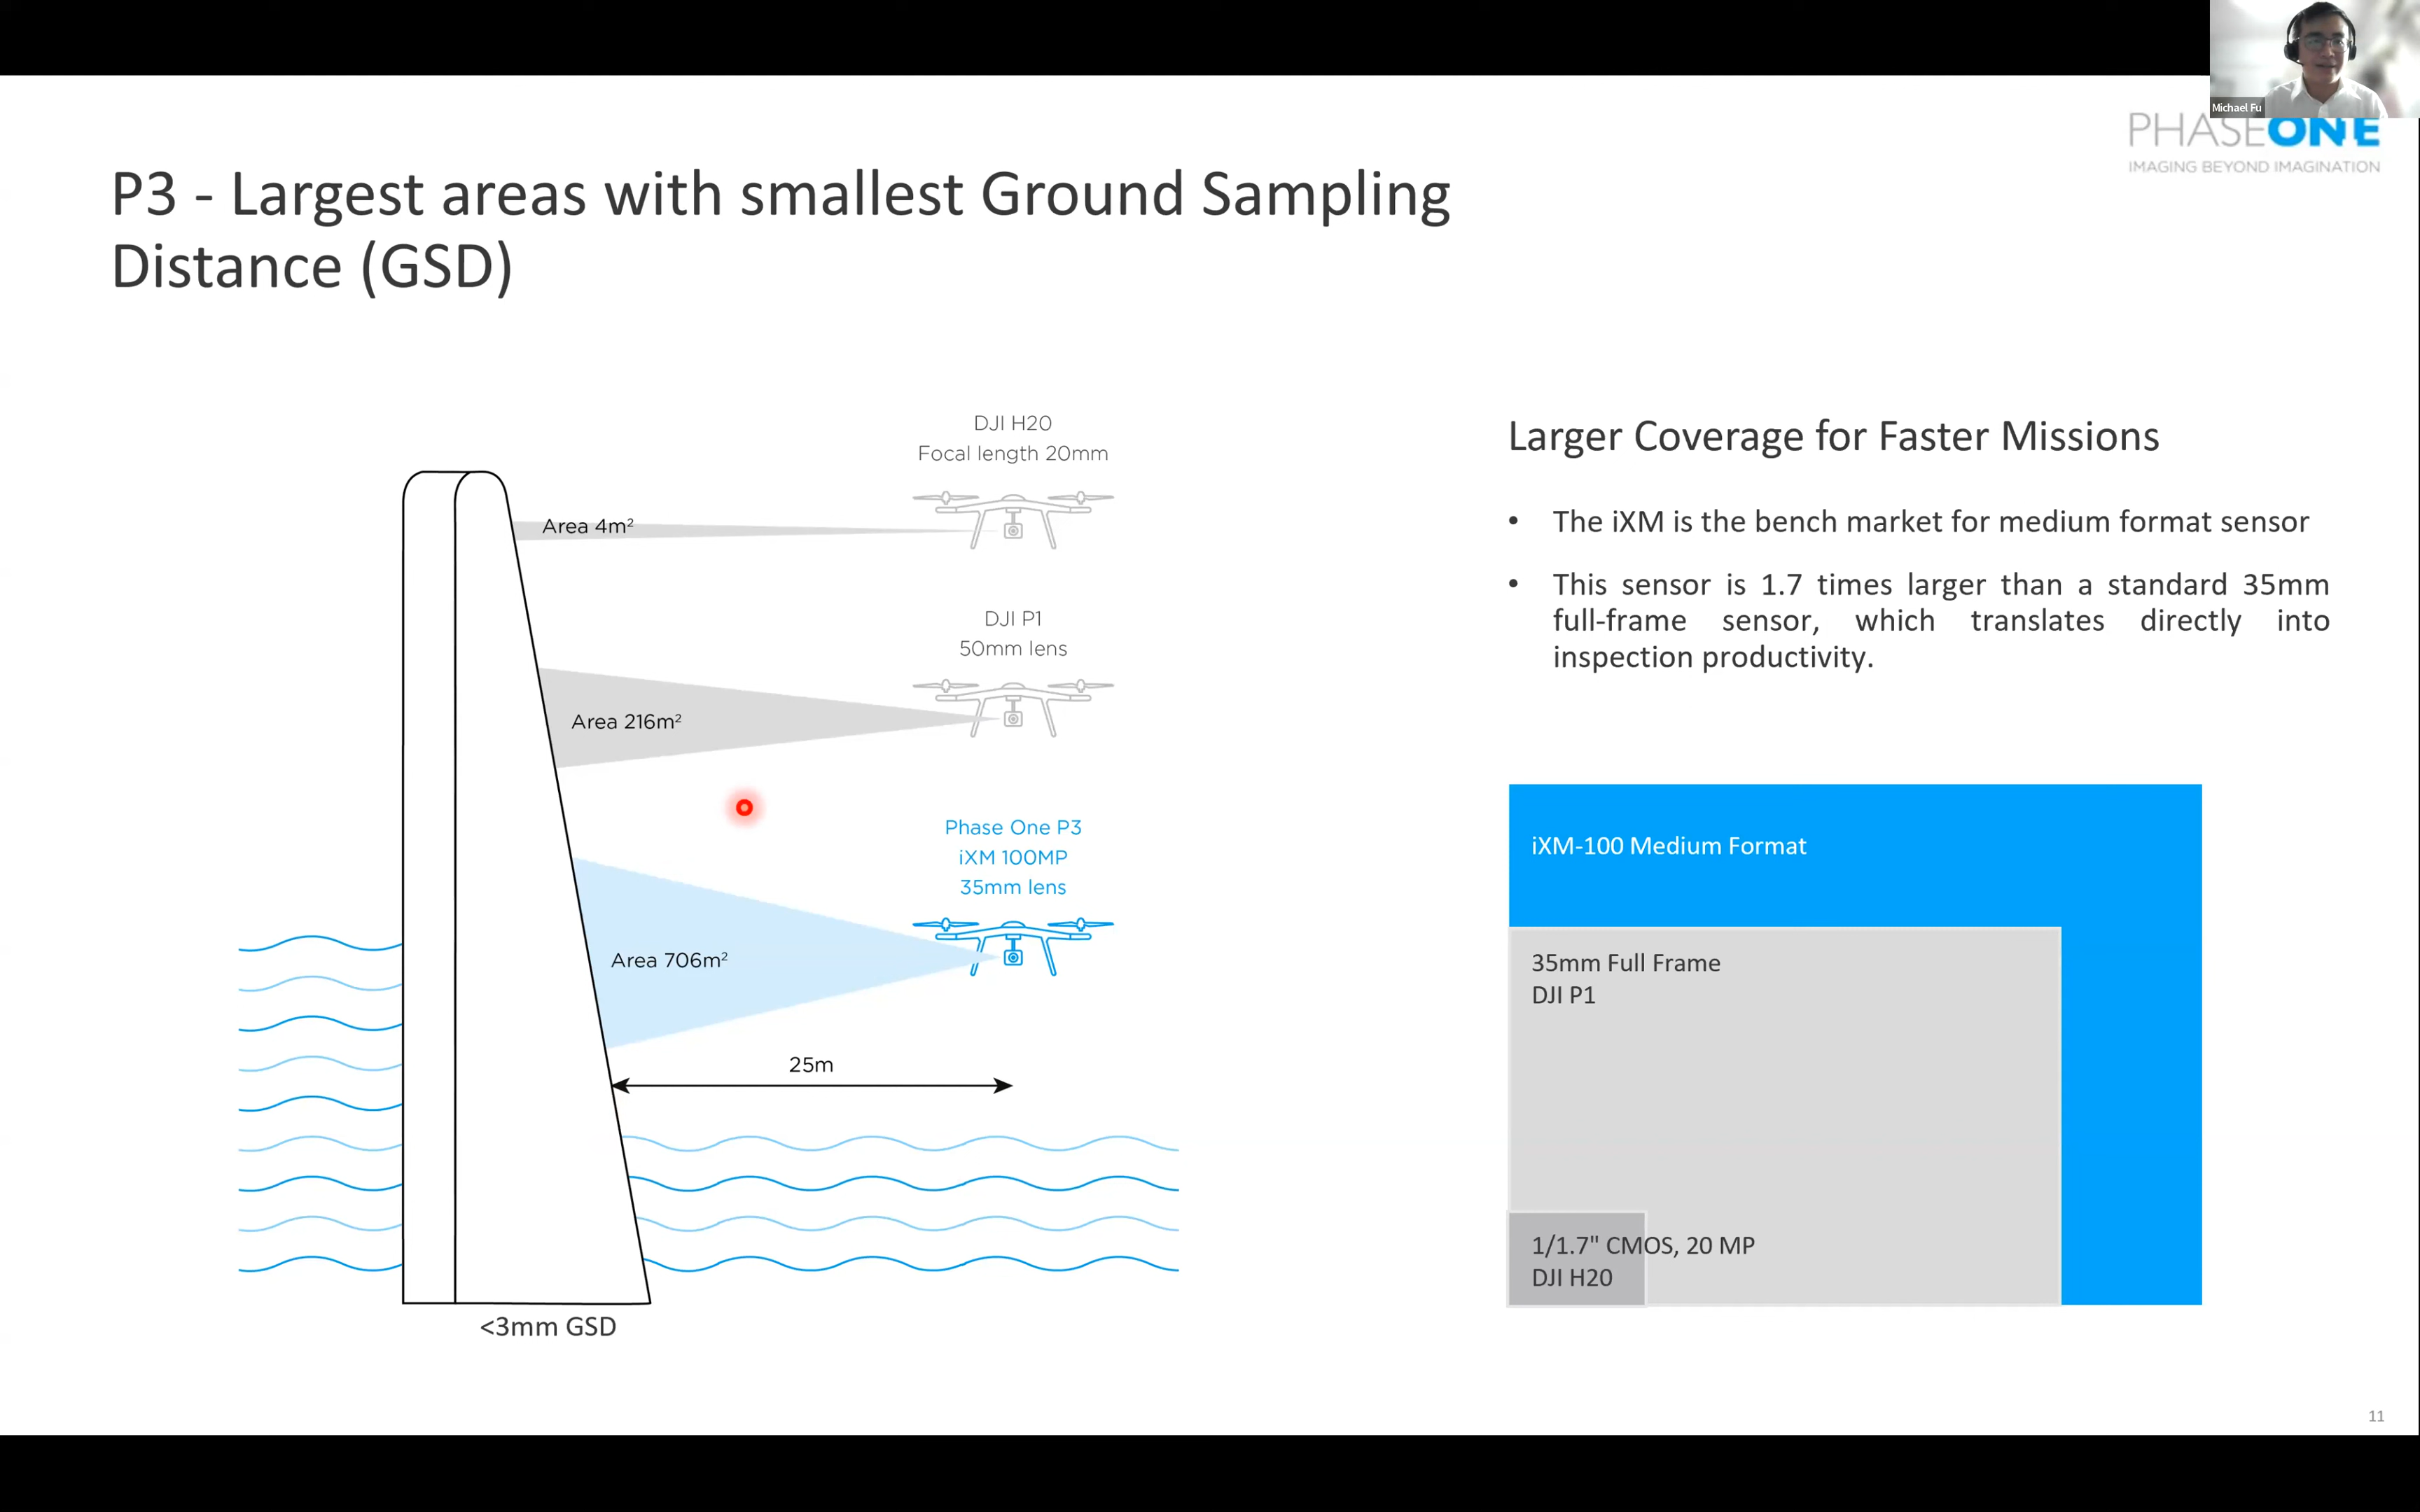 Michael Fu
PHASEONE
IMAGING BEYOND IMAGINATION
P3 - Largest areas with smallest Ground Sampling
Distance (GSD)
DJI H20
Focal length 20mm
Area 4m²
DJI P1
50mm lens
Area 216m²
Phase One P3
iXM 100MP
35mm lens
Area 706m²
25m
<3mm GSD
Larger Coverage for Faster Missions
• The iXM is the bench market for medium format sensor
• This sensor is 1.7 times larger than a standard 35mm
full-frame sensor, which translates directly into
inspection productivity.
iXM-100 Medium Format
35mm Full Frame
DJI P1
1/1.7" CMOS, 20 MP
DJI H20
11